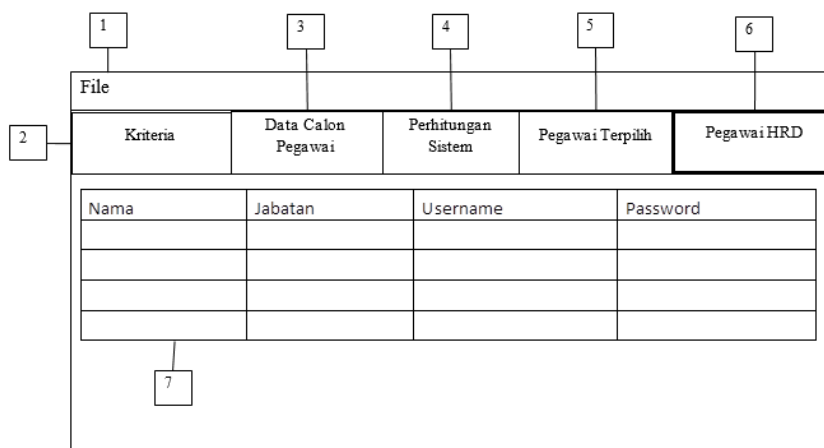 1
3
4
5
6
File
2
Kriteria
Data Calon
Pegawai
Perhitungan
Sistem
Pegawai Terpilih
Pegawai HRD
Nama
Jabatan
Username
Password
7